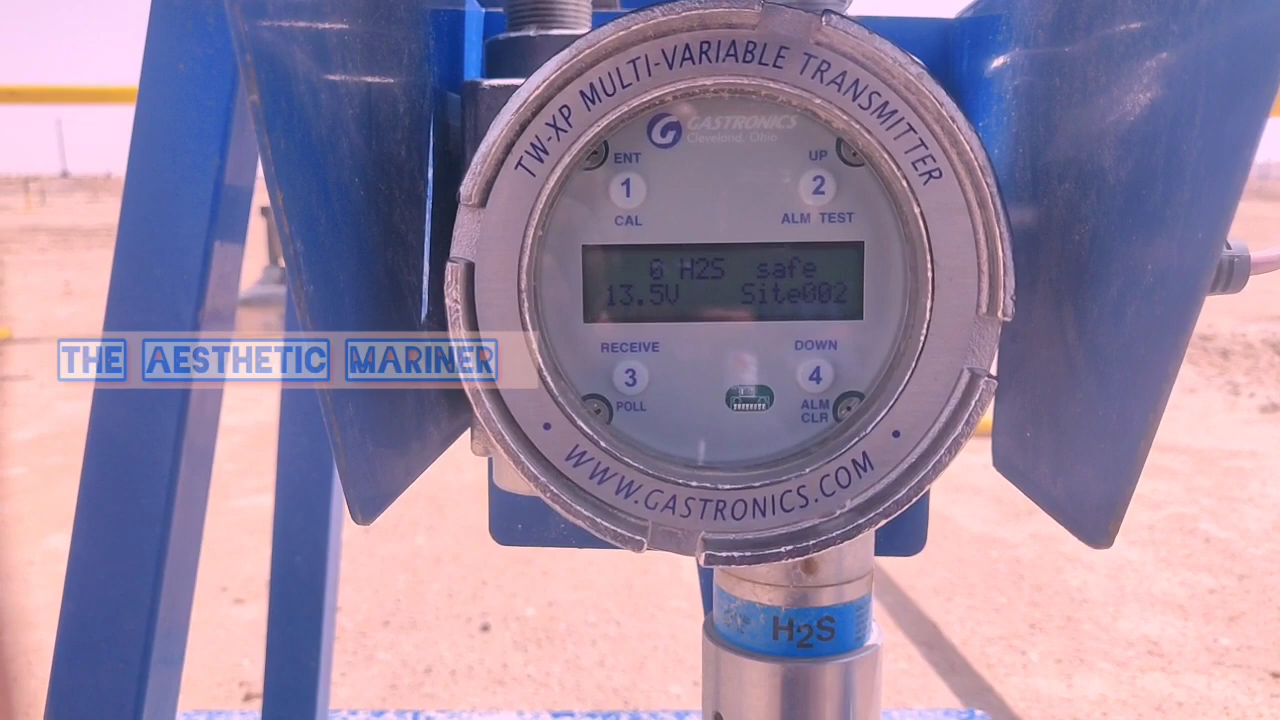 TW-XP MULTI-VARIABLE TRANSMITTER
GASTRONICS
Cleveland, Ohio
ENT
1
CAL
UP
2
ALM TEST
0 H2S safe
13.5V Site002
RECEIVE
3
POLL
DOWN
4
ALM
CLR
WWW.GASTRONICS.COM
H2S
THE AESTHETIC MARINER